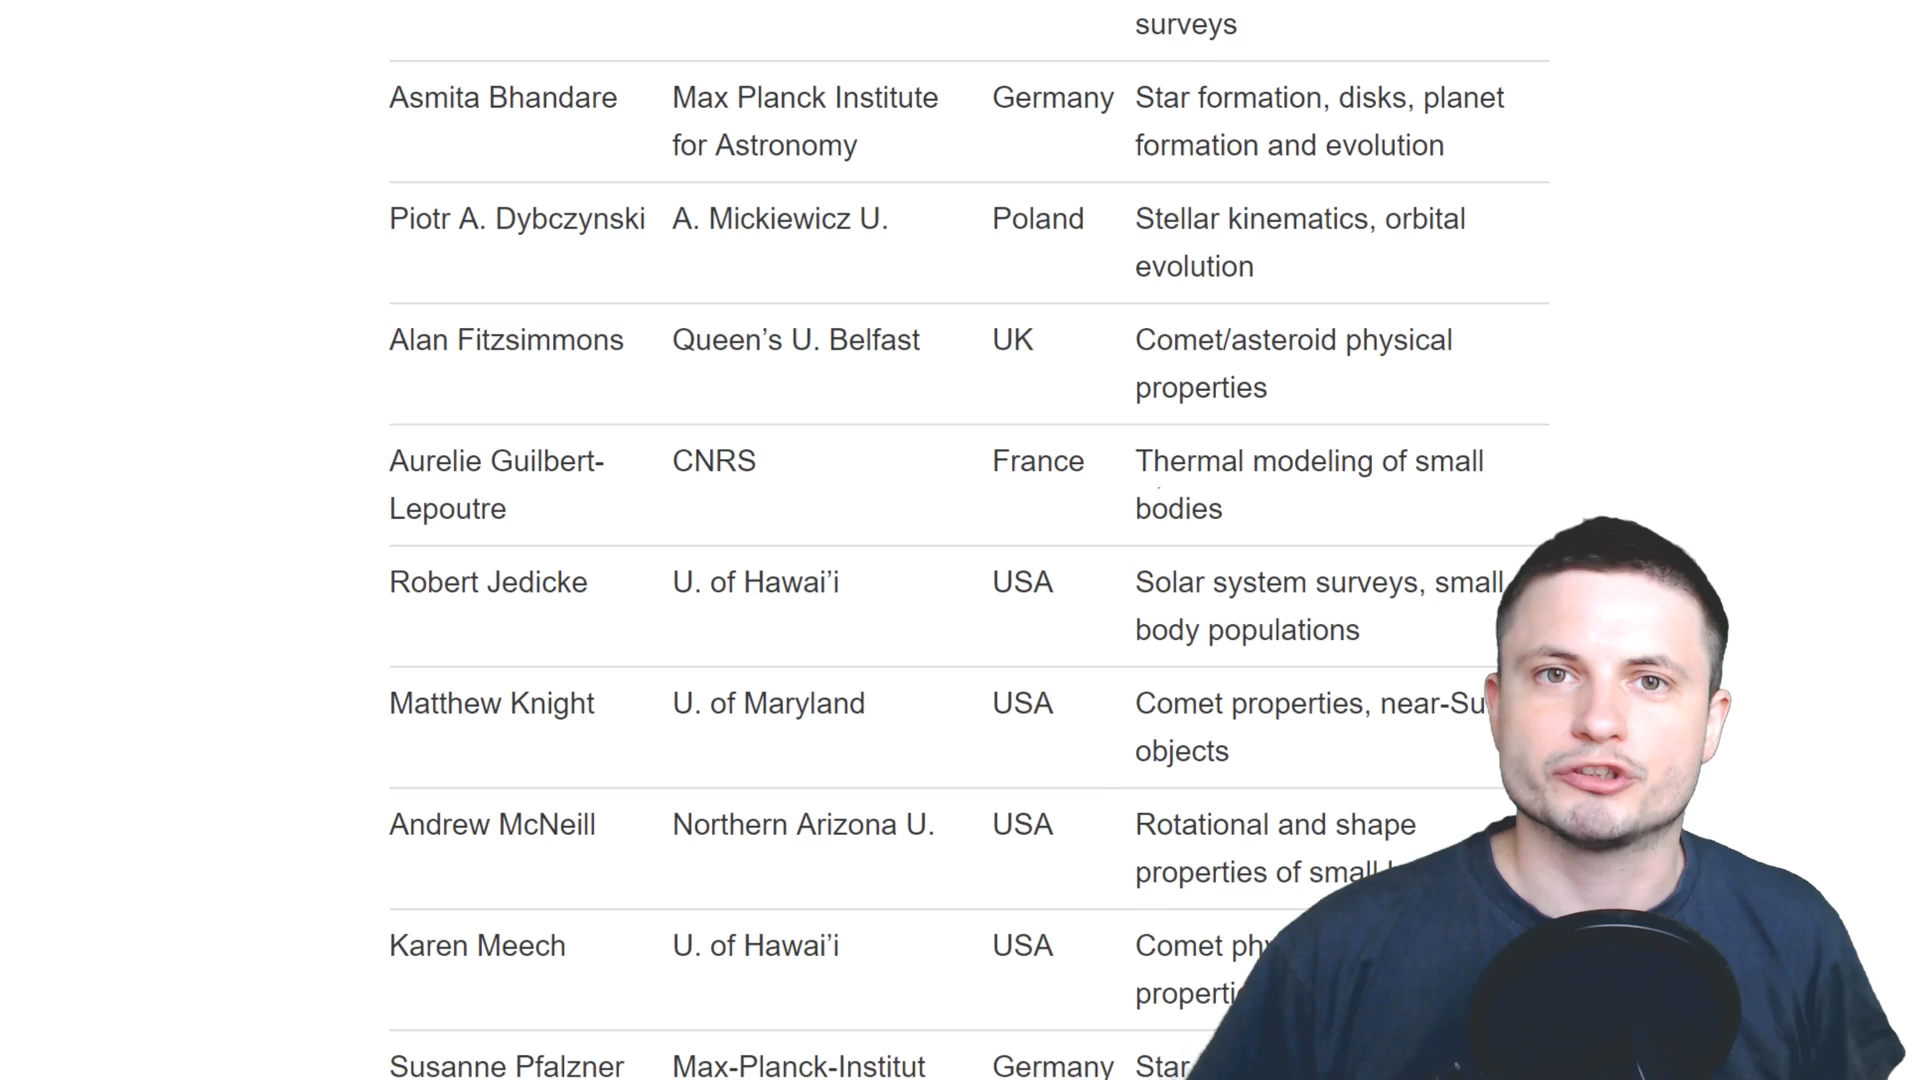 surveys
Asmita Bhandare Max Planck Institute Germany Star formation, disks, planet
for Astronomy formation and evolution
Piotr A. Dybczynski A. Mickiewicz U. Poland Stellar kinematics, orbital
evolution
Alan Fitzsimmons Queen’s U. Belfast UK Comet/asteroid physical
properties
Aurelie Guilbert- CNRS France Thermal modeling of small
Lepoutre bodies
Robert Jedicke U. of Hawai’i USA Solar system surveys, small
body populations
Matthew Knight U. of Maryland USA Comet properties,
objects
Andrew McNeill Northern Arizona U. USA Rotational and shape
properties of small
Karen Meech U. of Hawai’i USA Comet
Susanne Pfalzner Max-Planck-Institut Germany Star